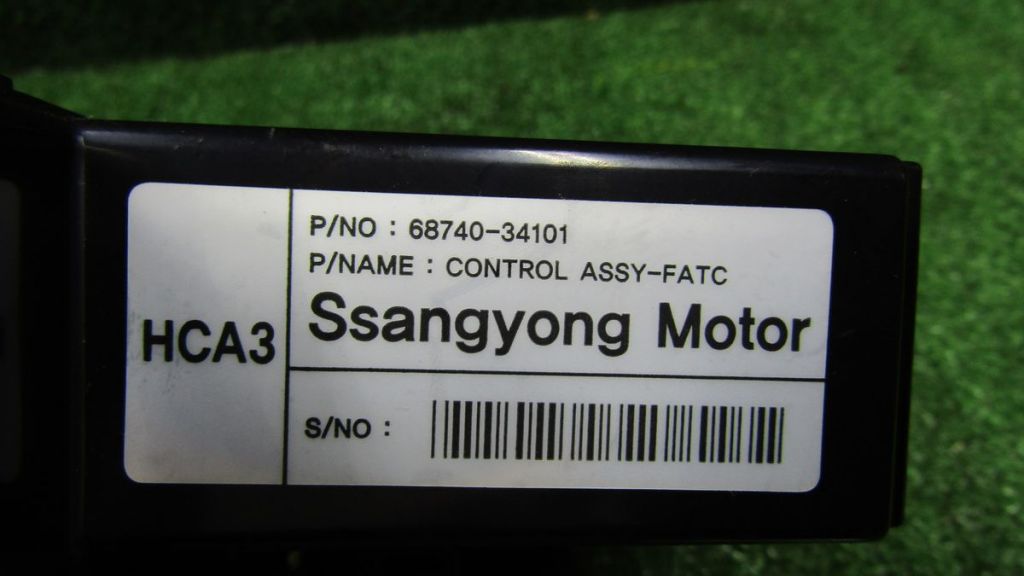 HCA3
P/NO : 68740-34101
P/NAME : CONTROL ASSY-FATC
Ssangyong Motor
S/NO :